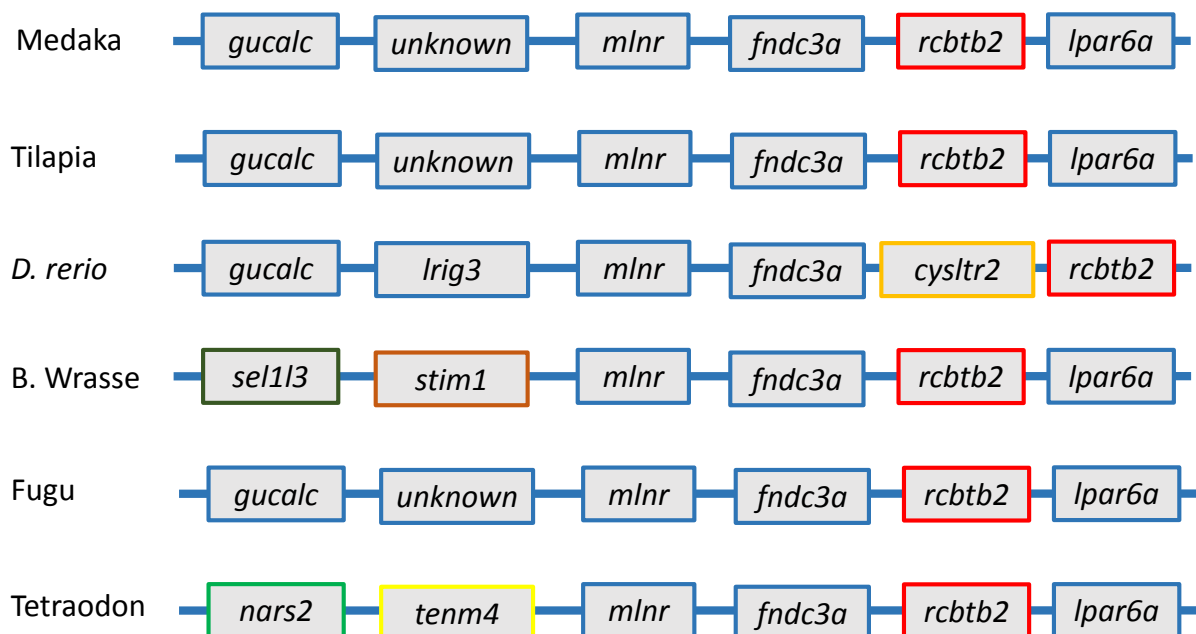 Medaka gucalc unknown mlnr fndc3a rcbtb2 lpar6a
Tilapia gucalc unknown mlnr fndc3a rcbtb2 lpar6a
D. rerio gucalc lrig3 mlnr fndc3a cysltr2 rcbtb2
B. Wrasse sel1l3 stim1 mlnr fndc3a rcbtb2 lpar6a
Fugu gucalc unknown mlnr fndc3a rcbtb2 lpar6a
Tetraodon nars2 tenm4 mlnr fndc3a rcbtb2 lpar6a